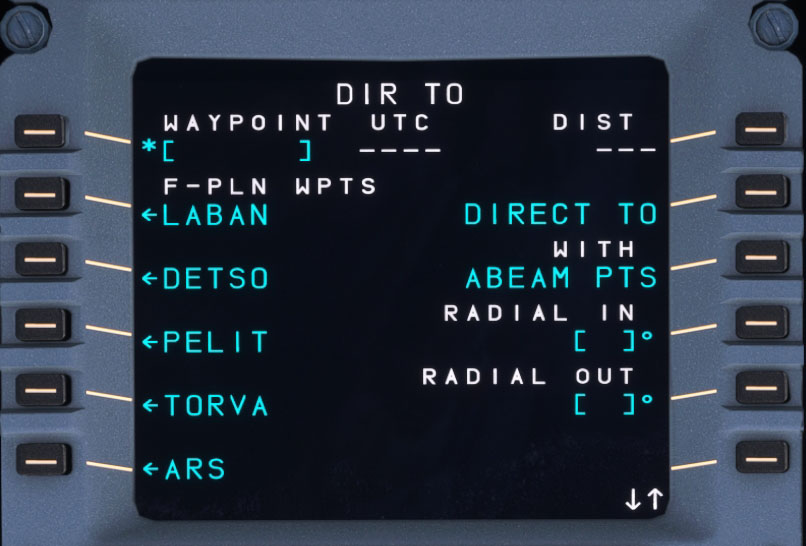 DIR TO
WAYPOINT UTC DIST
*[ ] ---- ---
F-PLN WPTS
←LABAN DIRECT TO
WITH
←DETSO ABEAM PTS
RADIAL IN
←PELIT [ ]°
RADIAL OUT
←TORVA [ ]°
←ARS
↓↑